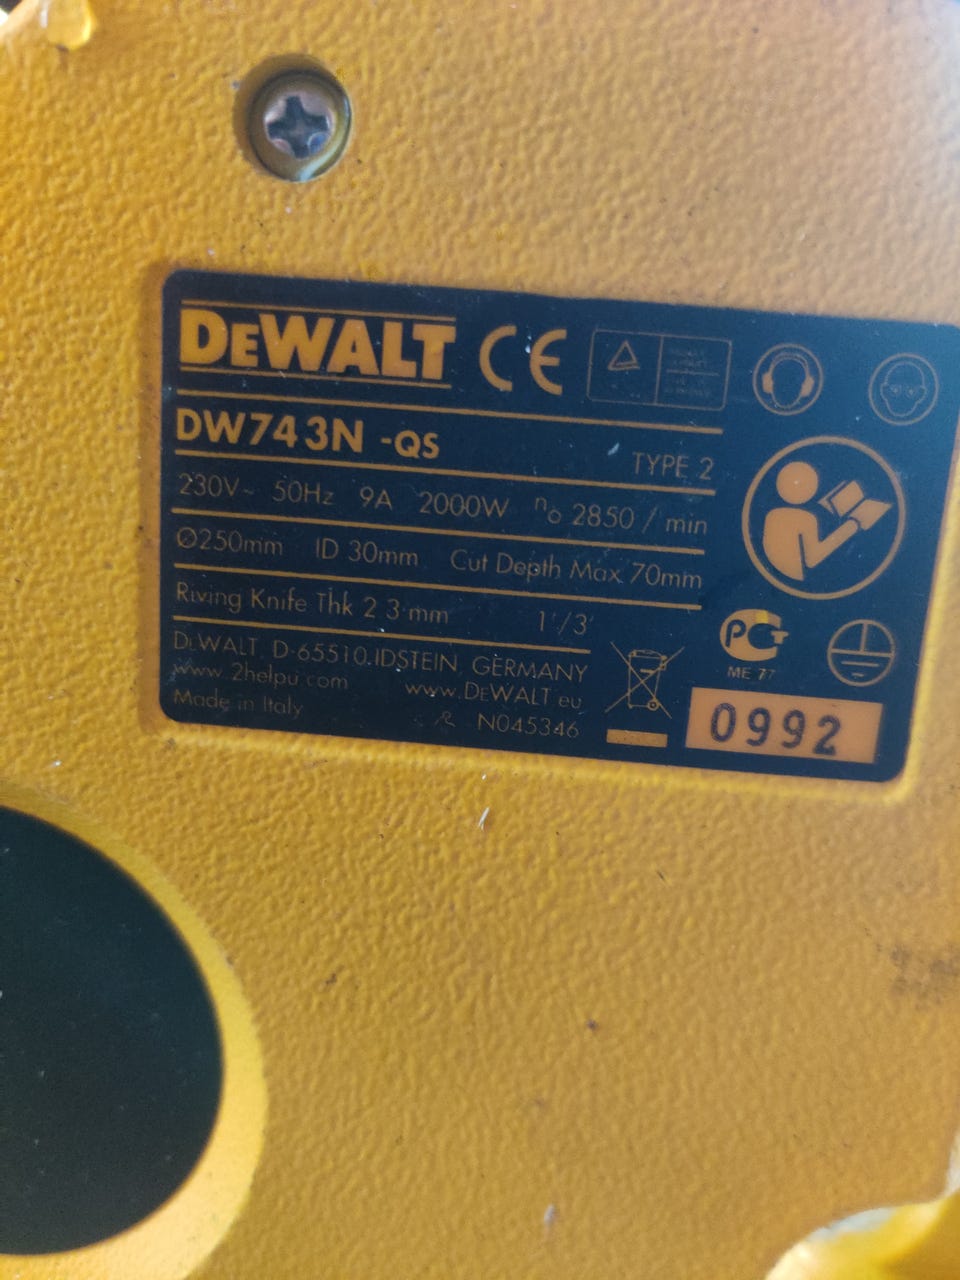 DEWALT CE
DW743N -QS
TYPE 2
230V~ 50Hz 9A 2000W no 2850 / min
Ø250mm ID 30mm Cut Depth Max 70mm
Riving Knife Thk 2 3 mm 1'/3'
DEWALT, D-65510, IDSTEIN, GERMANY
www.2helpu.com www.DEWALT.eu
Made in Italy N045346
РСТ
ME 77
0992